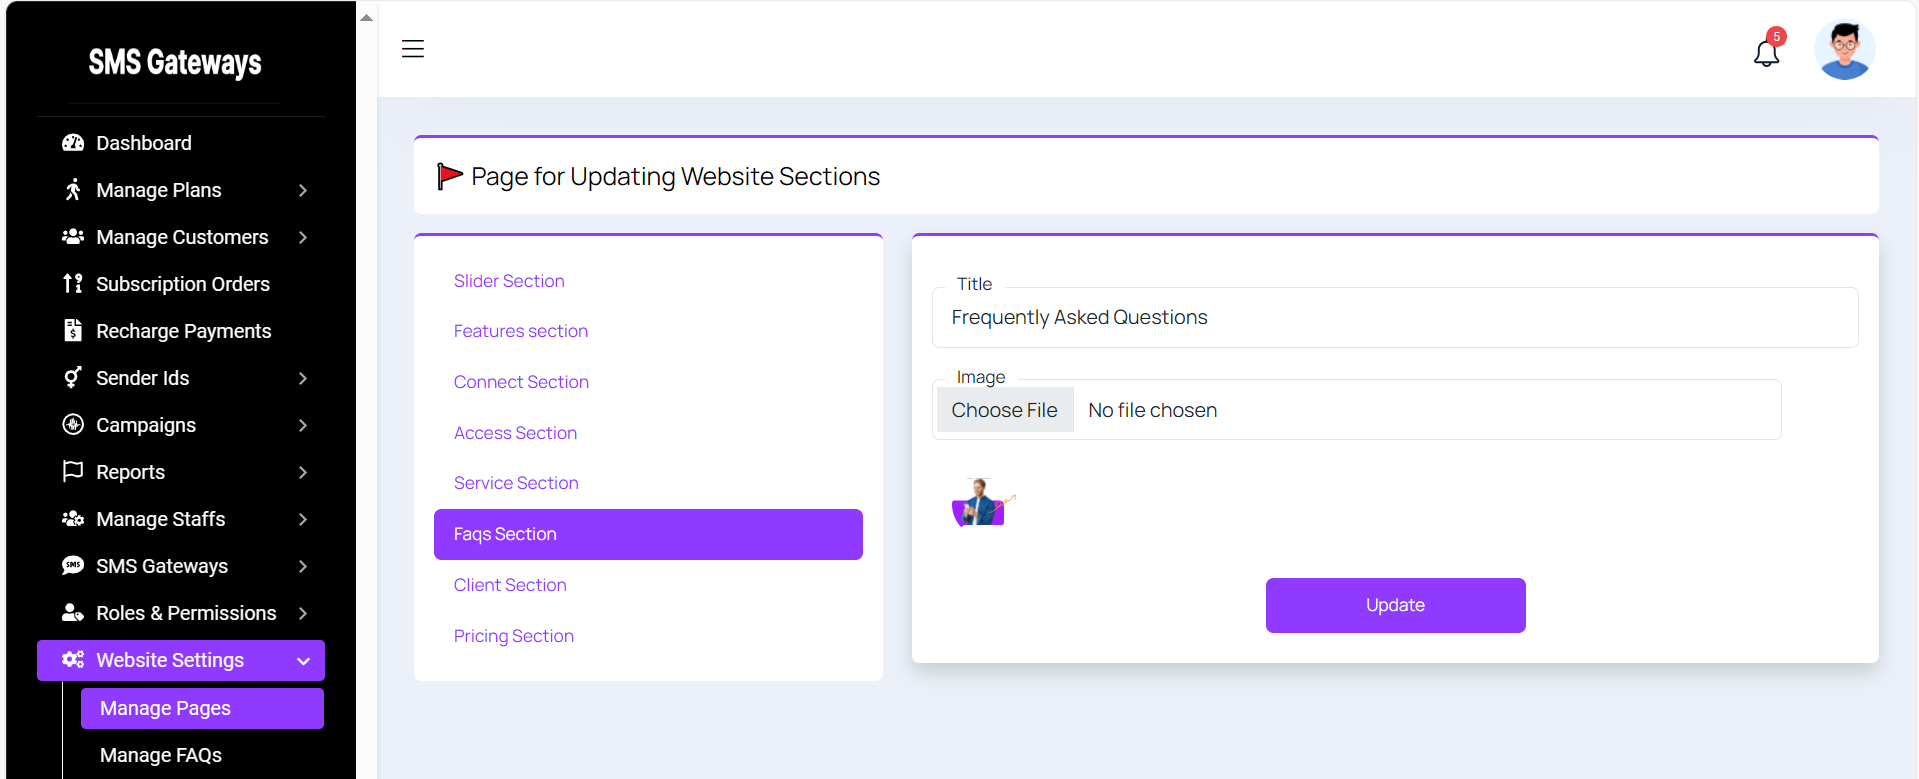 SMS Gateways
5
Dashboard
Manage Plans
Manage Customers
Subscription Orders
Recharge Payments
Sender Ids
Campaigns
Reports
Manage Staffs
SMS Gateways
Roles & Permissions
Website Settings
Manage Pages
Manage FAQs
Page for Updating Website Sections
Slider Section
Features section
Connect Section
Access Section
Service Section
Faqs Section
Client Section
Pricing Section
Title
Frequently Asked Questions
Image
Choose File No file chosen
Update